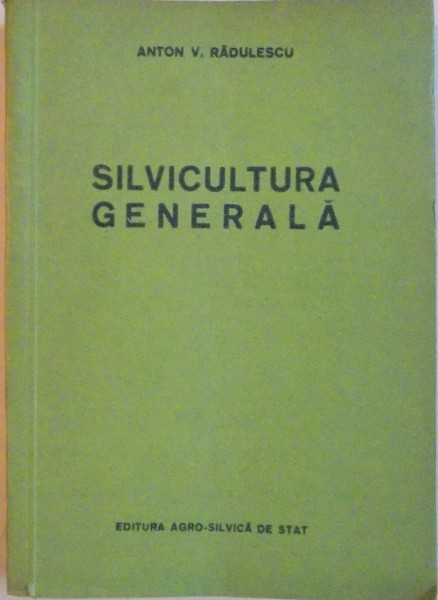 ANTON V. RĂDULESCU
SILVICULTURA
GENERALĂ
EDITURA AGRO-SILVICĂ DE STAT